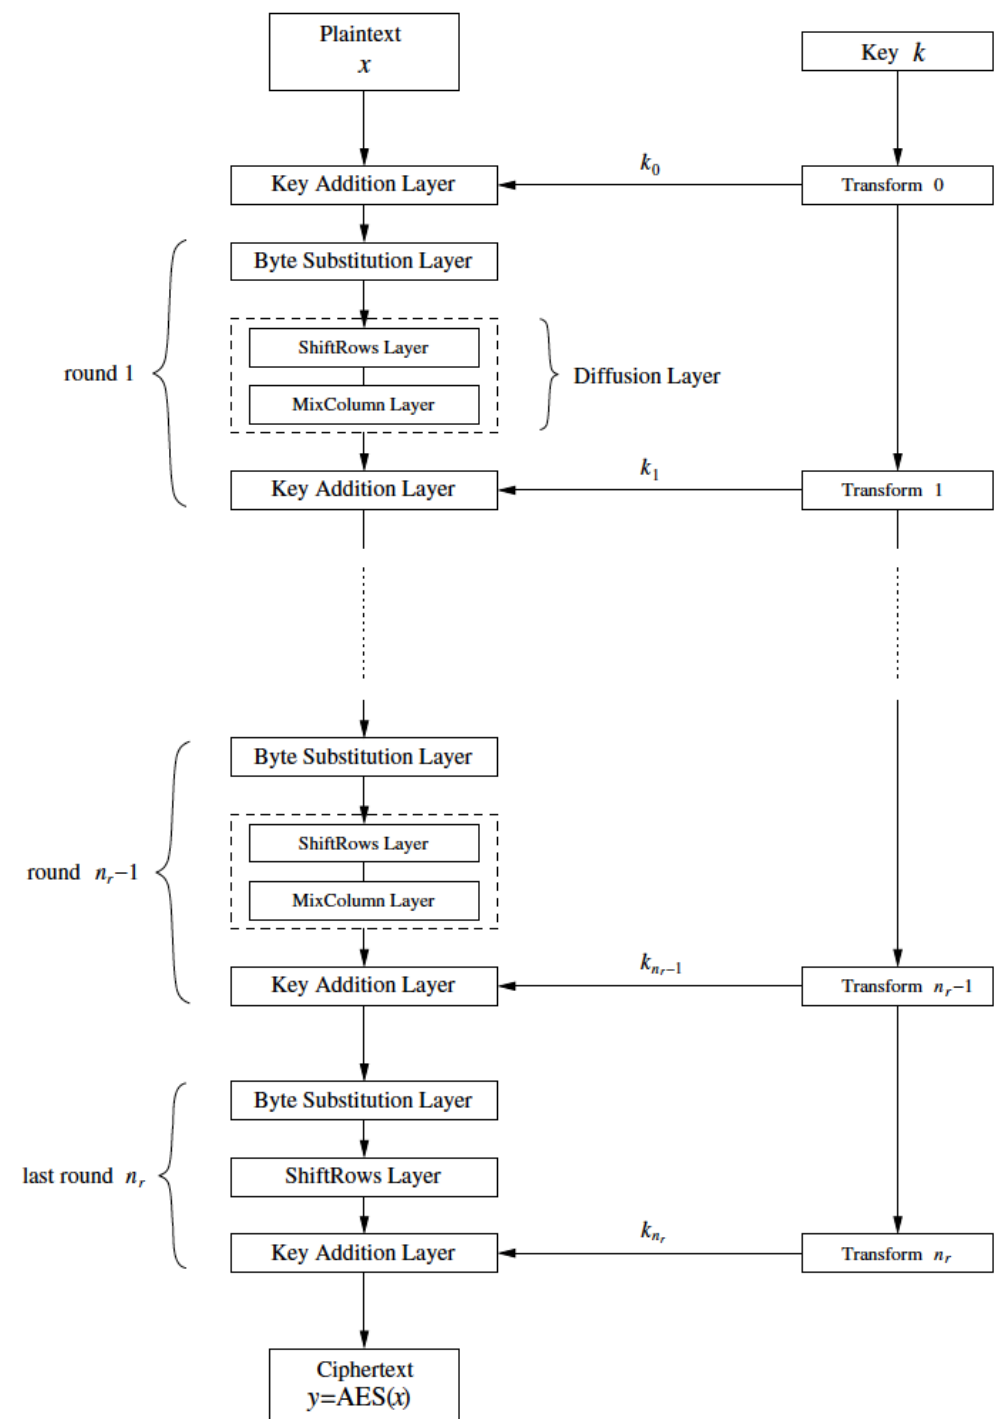 Plaintext
x
Key k
k₀
Key Addition Layer
Transform 0
Byte Substitution Layer
ShiftRows Layer
round 1
Diffusion Layer
MixColumn Layer
k₁
Key Addition Layer
Transform 1
Byte Substitution Layer
ShiftRows Layer
round nᵣ−1
MixColumn Layer
kₙᵣ₋₁
Key Addition Layer
Transform nᵣ−1
Byte Substitution Layer
last round nᵣ
ShiftRows Layer
kₙᵣ
Key Addition Layer
Transform nᵣ
Ciphertext
y=AES(x)